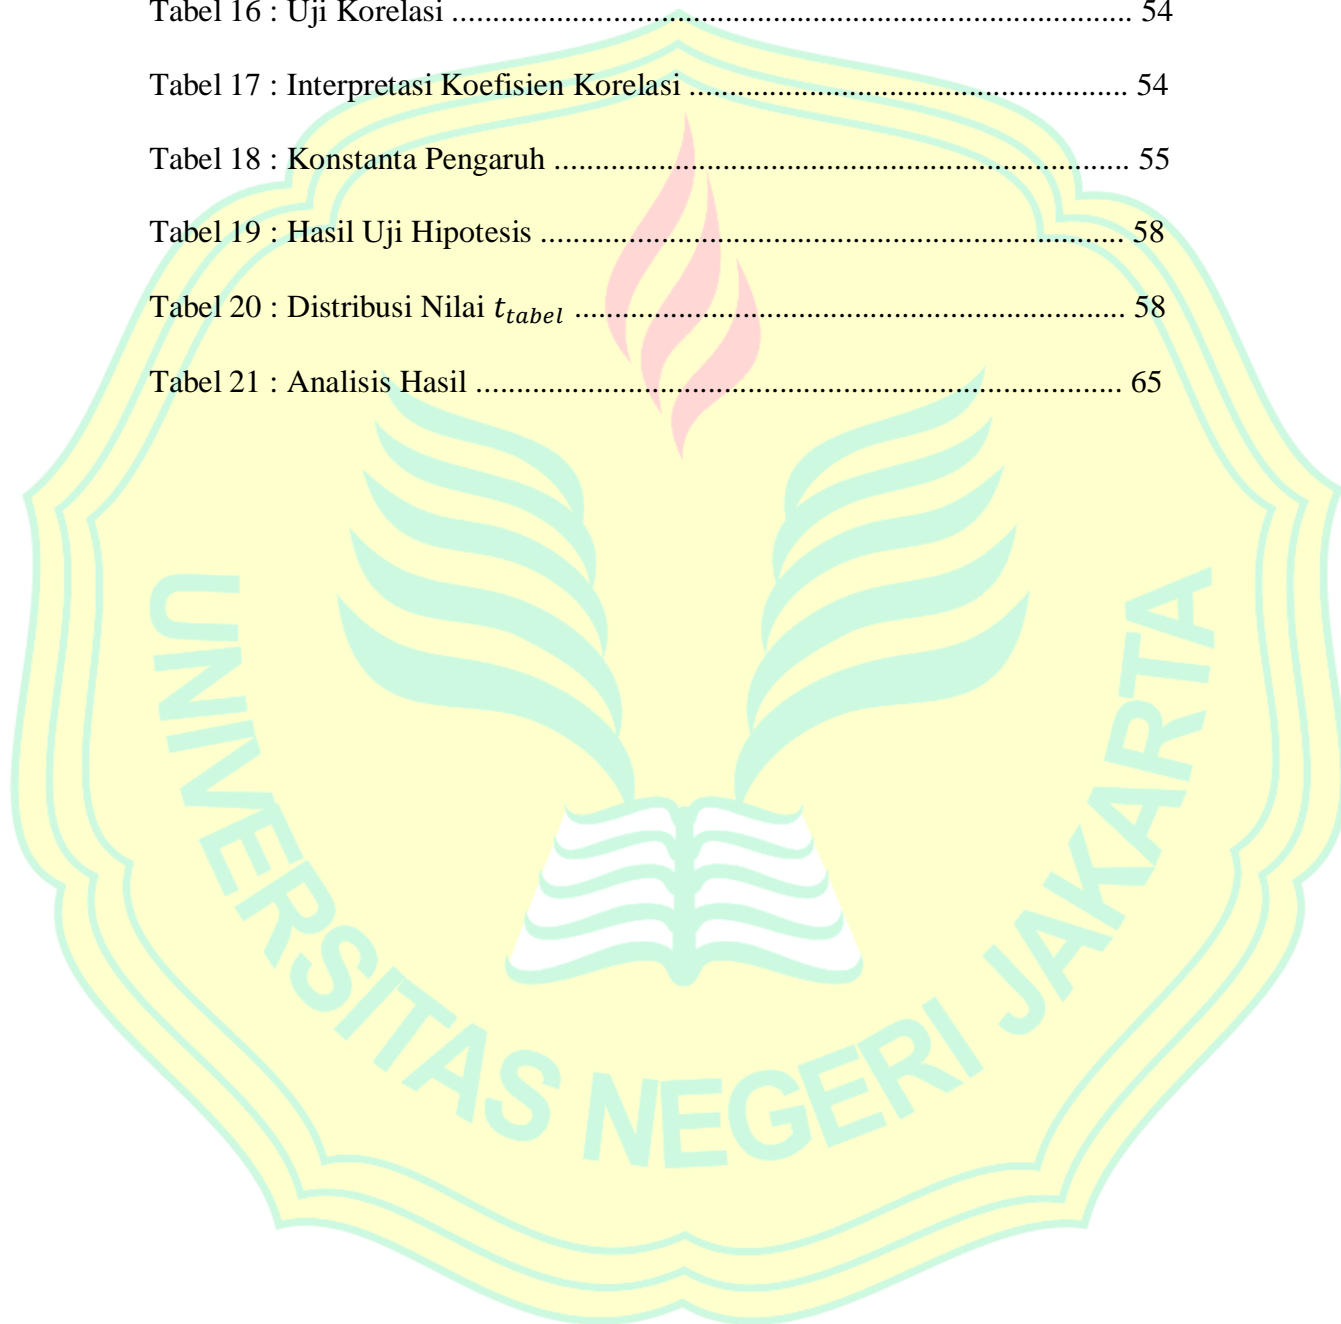 Tabel 16 : Uji Korelasi .................................................................................... 54
Tabel 17 : Interpretasi Koefisien Korelasi ...................................................... 54
Tabel 18 : Konstanta Pengaruh ....................................................................... 55
Tabel 19 : Hasil Uji Hipotesis ........................................................................ 58
Tabel 20 : Distribusi Nilai t_tabel .................................................................... 58
Tabel 21 : Analisis Hasil ................................................................................ 65
UNIVERSITAS NEGERI JAKARTA